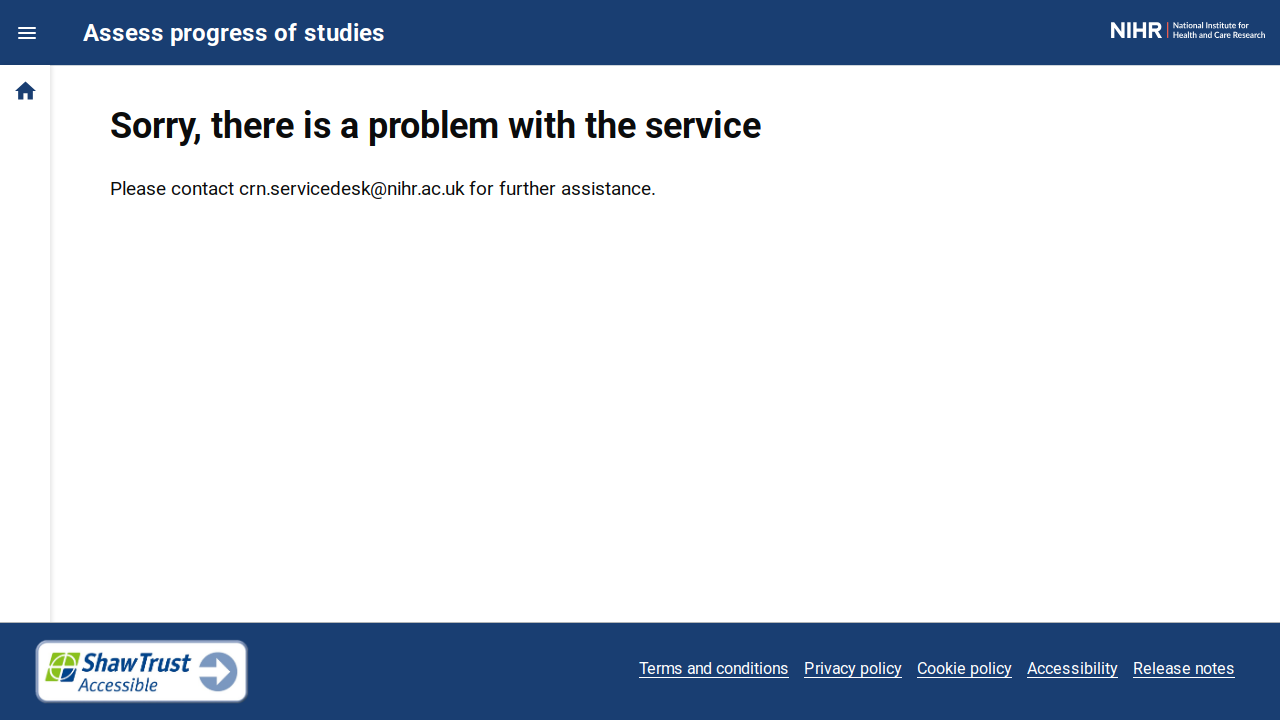 Assess progress of studies
NIHR
National Institute for
Health and Care Research
Sorry, there is a problem with the service
Please contact crn.servicedesk@nihr.ac.uk for further assistance.
ShawTrust
Accessible
Terms and conditions Privacy policy Cookie policy Accessibility Release notes